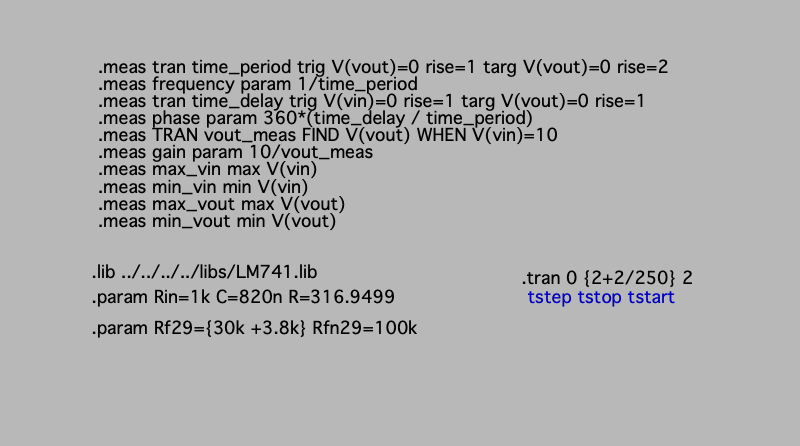 .meas tran time_period trig V(vout)=0 rise=1 targ V(vout)=0 rise=2
.meas frequency param 1/time_period
.meas tran time_delay trig V(vin)=0 rise=1 targ V(vout)=0 rise=1
.meas phase param 360*(time_delay / time_period)
.meas TRAN vout_meas FIND V(vout) WHEN V(vin)=10
.meas gain param 10/vout_meas
.meas max_vin max V(vin)
.meas min_vin min V(vin)
.meas max_vout max V(vout)
.meas min_vout min V(vout)
.lib ../../../../libs/LM741.lib
.tran 0 {2+2/250} 2
.param Rin=1k C=820n R=316.9499
tstep tstop tstart
.param Rf29={30k +3.8k} Rfn29=100k